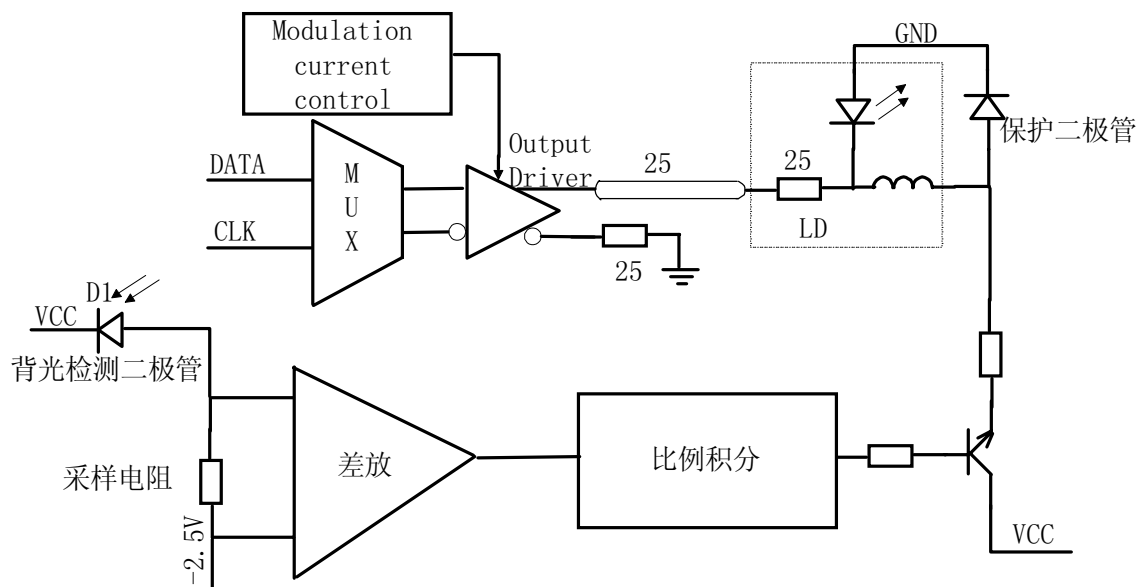 Modulation
current
control
GND
保护二极管
Output
Driver
DATA
CLK
M
U
X
25
25
LD
25
D1
VCC
背光检测二极管
采样电阻
-2.5V
差放
比例积分
VCC